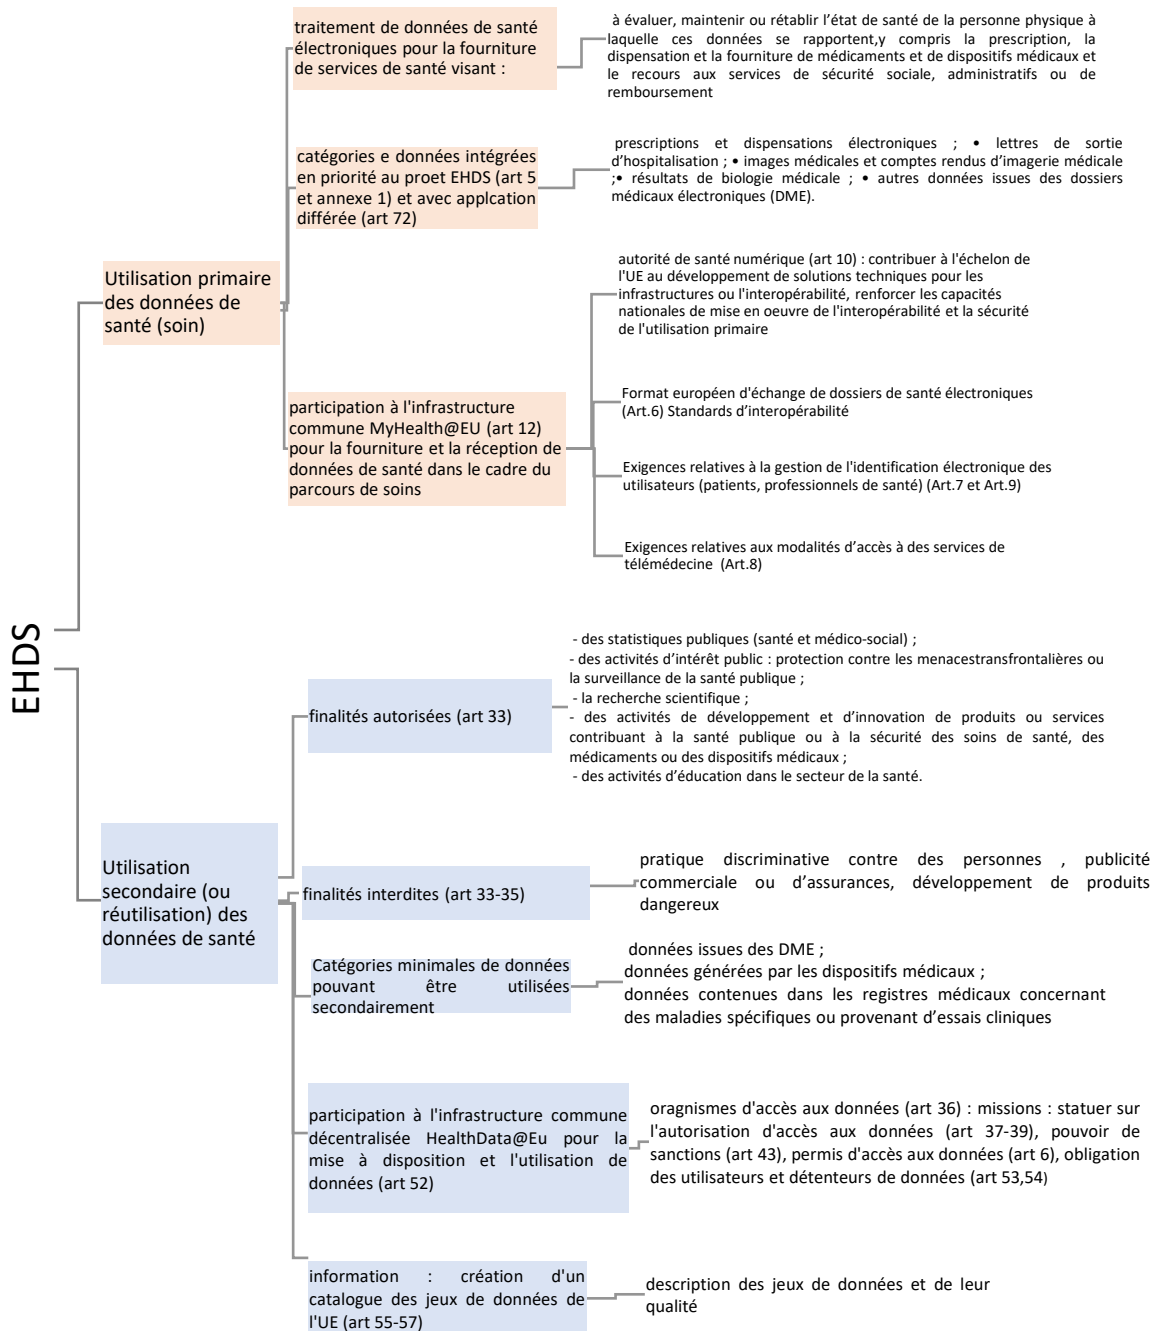 EHDS
Utilisation primaire
des données de
santé (soin)
traitement de données de santé
électroniques pour la fourniture
de services de santé visant :
à évaluer, maintenir ou rétablir l’état de santé de la personne physique à
laquelle ces données se rapportent,y compris la prescription, la
dispensation et la fourniture de médicaments et de dispositifs médicaux et
le recours aux services de sécurité sociale, administratifs ou de
remboursement
catégories e données intégrées
en priorité au proet EHDS (art 5
et annexe 1) et avec applcation
différée (art 72)
prescriptions et dispensations électroniques ; • lettres de sortie
d’hospitalisation ; • images médicales et comptes rendus d’imagerie médicale
;• résultats de biologie médicale ; • autres données issues des dossiers
médicaux électroniques (DME).
participation à l'infrastructure
commune MyHealth@EU (art 12)
pour la fourniture et la réception de
données de santé dans le cadre du
parcours de soins
autorité de santé numérique (art 10) : contribuer à l'échelon de
l'UE au développement de solutions techniques pour les
infrastructures ou l'interopérabilité, renforcer les capacités
nationales de mise en oeuvre de l'interopérabilité et la sécurité
de l'utilisation primaire
Format européen d'échange de dossiers de santé électroniques
(Art.6) Standards d’interopérabilité
Exigences relatives à la gestion de l'identification électronique des
utilisateurs (patients, professionnels de santé) (Art.7 et Art.9)
Exigences relatives aux modalités d’accès à des services de
télémédecine (Art.8)
Utilisation
secondaire (ou
réutilisation) des
données de santé
finalités autorisées (art 33)
- des statistiques publiques (santé et médico-social) ;
- des activités d’intérêt public : protection contre les menacestransfrontalières ou
la surveillance de la santé publique ;
- la recherche scientifique ;
- des activités de développement et d’innovation de produits ou services
contribuant à la santé publique ou à la sécurité des soins de santé, des
médicaments ou des dispositifs médicaux ;
- des activités d’éducation dans le secteur de la santé.
finalités interdites (art 33-35)
pratique discriminative contre des personnes , publicité
commerciale ou d’assurances, développement de produits
dangereux
Catégories minimales de données
pouvant être utilisées
secondairement
données issues des DME ;
données générées par les dispositifs médicaux ;
données contenues dans les registres médicaux concernant
des maladies spécifiques ou provenant d’essais cliniques
participation à l'infrastructure commune
décentralisée HealthData@Eu pour la
mise à disposition et l'utilisation de
données (art 52)
oragnismes d'accès aux données (art 36) : missions : statuer sur
l'autorisation d'accès aux données (art 37-39), pouvoir de
sanctions (art 43), permis d'accès aux données (art 6), obligation
des utilisateurs et détenteurs de données (art 53,54)
information : création d'un
catalogue des jeux de données de
l'UE (art 55-57)
description des jeux de données et de leur
qualité